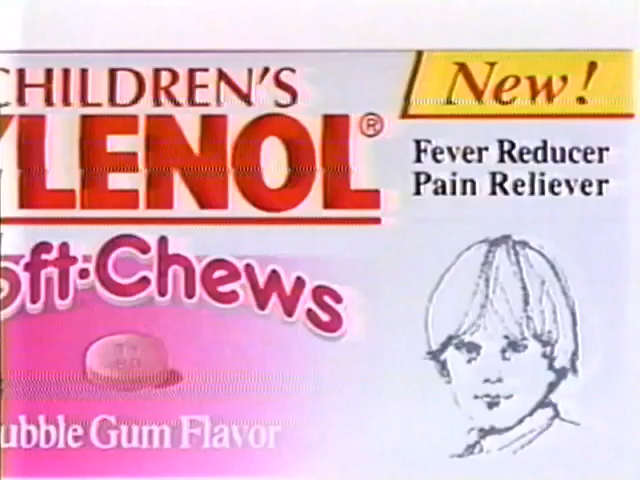 CHILDREN'S
YLENOL®
New!
Fever Reducer
Pain Reliever
oft·Chews
ubble Gum Flavor